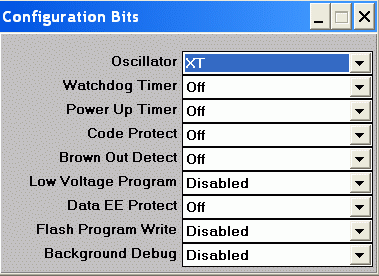 Configuration Bits
Oscillator XT
Watchdog Timer Off
Power Up Timer Off
Code Protect Off
Brown Out Detect Off
Low Voltage Program Disabled
Data EE Protect Off
Flash Program Write Disabled
Background Debug Disabled